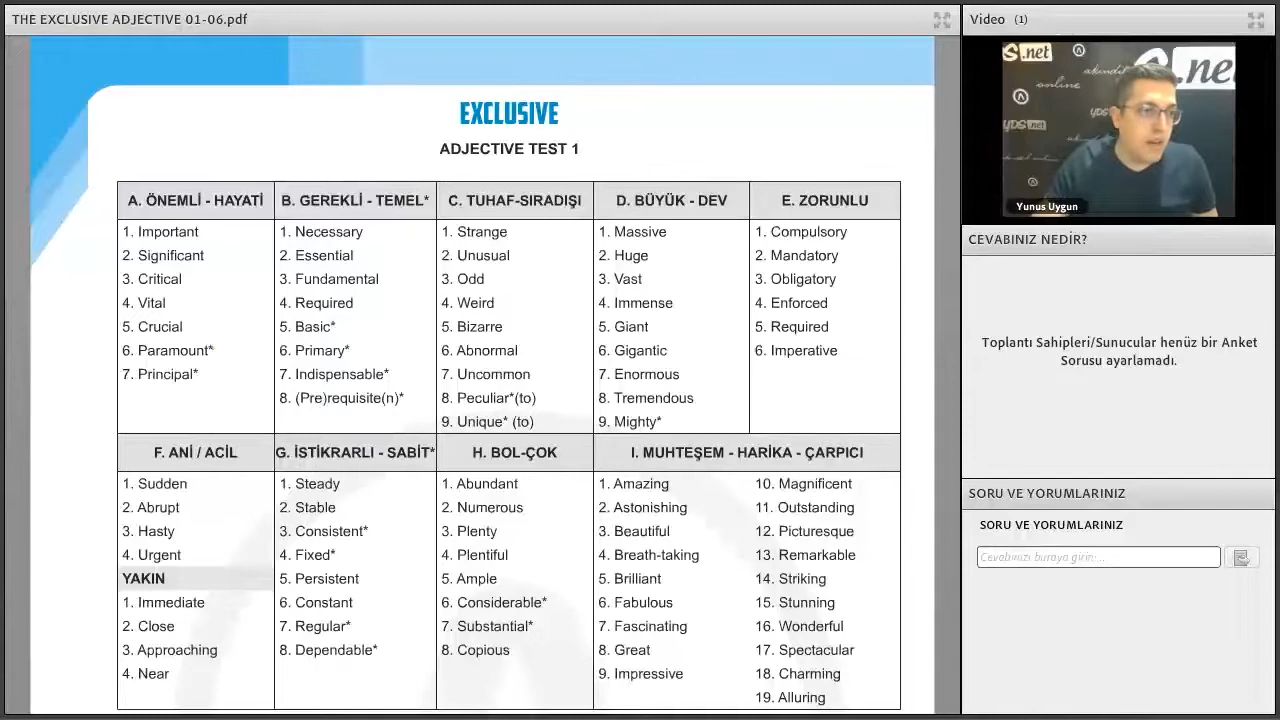 THE EXCLUSIVE ADJECTIVE 01-06.pdf
EXCLUSIVE
ADJECTIVE TEST 1
A. ÖNEMLİ - HAYATİ
1. Important
2. Significant
3. Critical
4. Vital
5. Crucial
6. Paramount*
7. Principal*
B. GEREKLİ - TEMEL*
1. Necessary
2. Essential
3. Fundamental
4. Required
5. Basic*
6. Primary*
7. Indispensable*
8. (Pre)requisite(n)*
C. TUHAF-SIRADIŞI
1. Strange
2. Unusual
3. Odd
4. Weird
5. Bizarre
6. Abnormal
7. Uncommon
8. Peculiar*(to)
9. Unique* (to)
D. BÜYÜK - DEV
1. Massive
2. Huge
3. Vast
4. Immense
5. Giant
6. Gigantic
7. Enormous
8. Tremendous
9. Mighty*
E. ZORUNLU
1. Compulsory
2. Mandatory
3. Obligatory
4. Enforced
5. Required
6. Imperative
F. ANİ / ACİL
1. Sudden
2. Abrupt
3. Hasty
4. Urgent
YAKIN
1. Immediate
2. Close
3. Approaching
4. Near
G. İSTİKRARLI - SABİT*
1. Steady
2. Stable
3. Consistent*
4. Fixed*
5. Persistent
6. Constant
7. Regular*
8. Dependable*
H. BOL-ÇOK
1. Abundant
2. Numerous
3. Plenty
4. Plentiful
5. Ample
6. Considerable*
7. Substantial*
8. Copious
I. MUHTEŞEM - HARİKA - ÇARPICI
1. Amazing
2. Astonishing
3. Beautiful
4. Breath-taking
5. Brilliant
6. Fabulous
7. Fascinating
8. Great
9. Impressive
10. Magnificent
11. Outstanding
12. Picturesque
13. Remarkable
14. Striking
15. Stunning
16. Wonderful
17. Spectacular
18. Charming
19. Alluring
Video (1)
S.net
online
YDS.net
Yunus Uygun
CEVABINIZ NEDİR?
Toplantı Sahipleri/Sunucular henüz bir Anket
Sorusu ayarlamadı.
SORU VE YORUMLARINIZ
SORU VE YORUMLARINIZ
Cevabınızı buraya girin:...